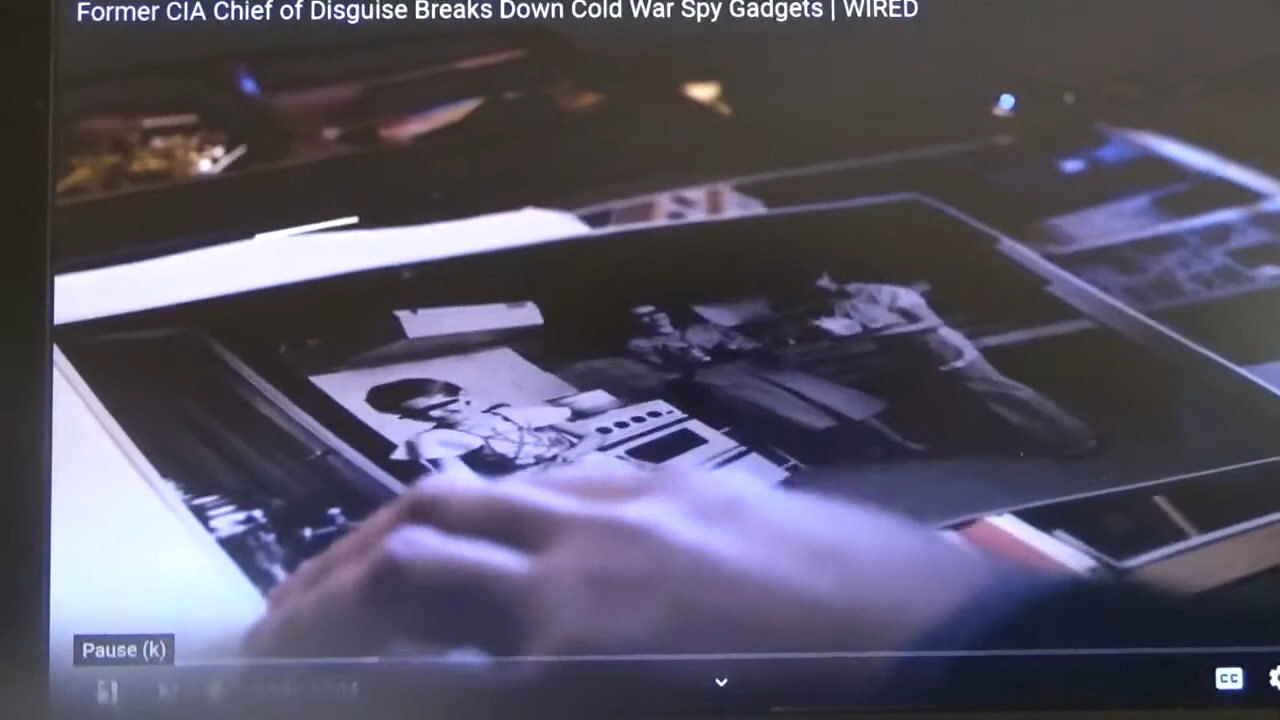 Former CIA Chief of Disguise Breaks Down Cold War Spy Gadgets | WIRED
Pause (k)
CC